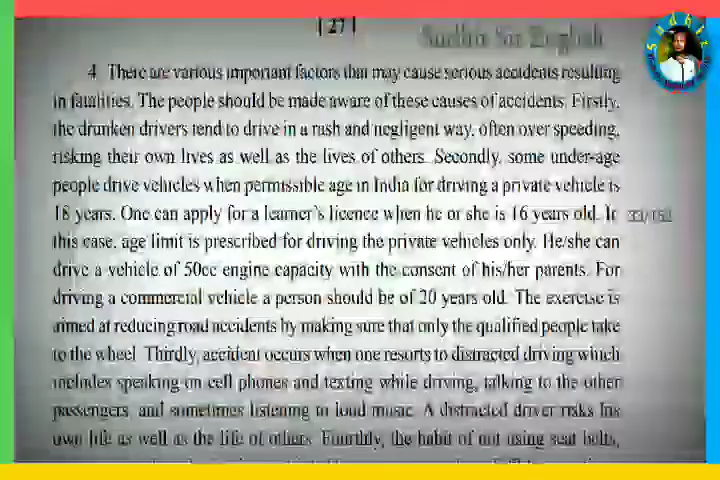 | 27 |
Sudhir Sir English
4. There are various important factors that may cause serious accidents resulting
in fatalities. The people should be made aware of these causes of accidents. Firstly,
the drunken drivers tend to drive in a rash and negligent way, often over speeding,
risking their own lives as well as the lives of others. Secondly, some under-age
people drive vehicles when permissible age in India for driving a private vehicle is
18 years. One can apply for a learner's licence when he or she is 16 years old. In
this case, age limit is prescribed for driving the private vehicles only. He/she can
drive a vehicle of 50cc engine capacity with the consent of his/her parents. For
driving a commercial vehicle a person should be of 20 years old. The exercise is
aimed at reducing road accidents by making sure that only the qualified people take
to the wheel. Thirdly, accident occurs when one resorts to distracted driving which
includes speaking on cell phones and texting while driving, talking to the other
passengers, and sometimes listening to loud music. A distracted driver risks his
own life as well as the life of others. Fourthly, the habit of not using seat belts,
Sudhir